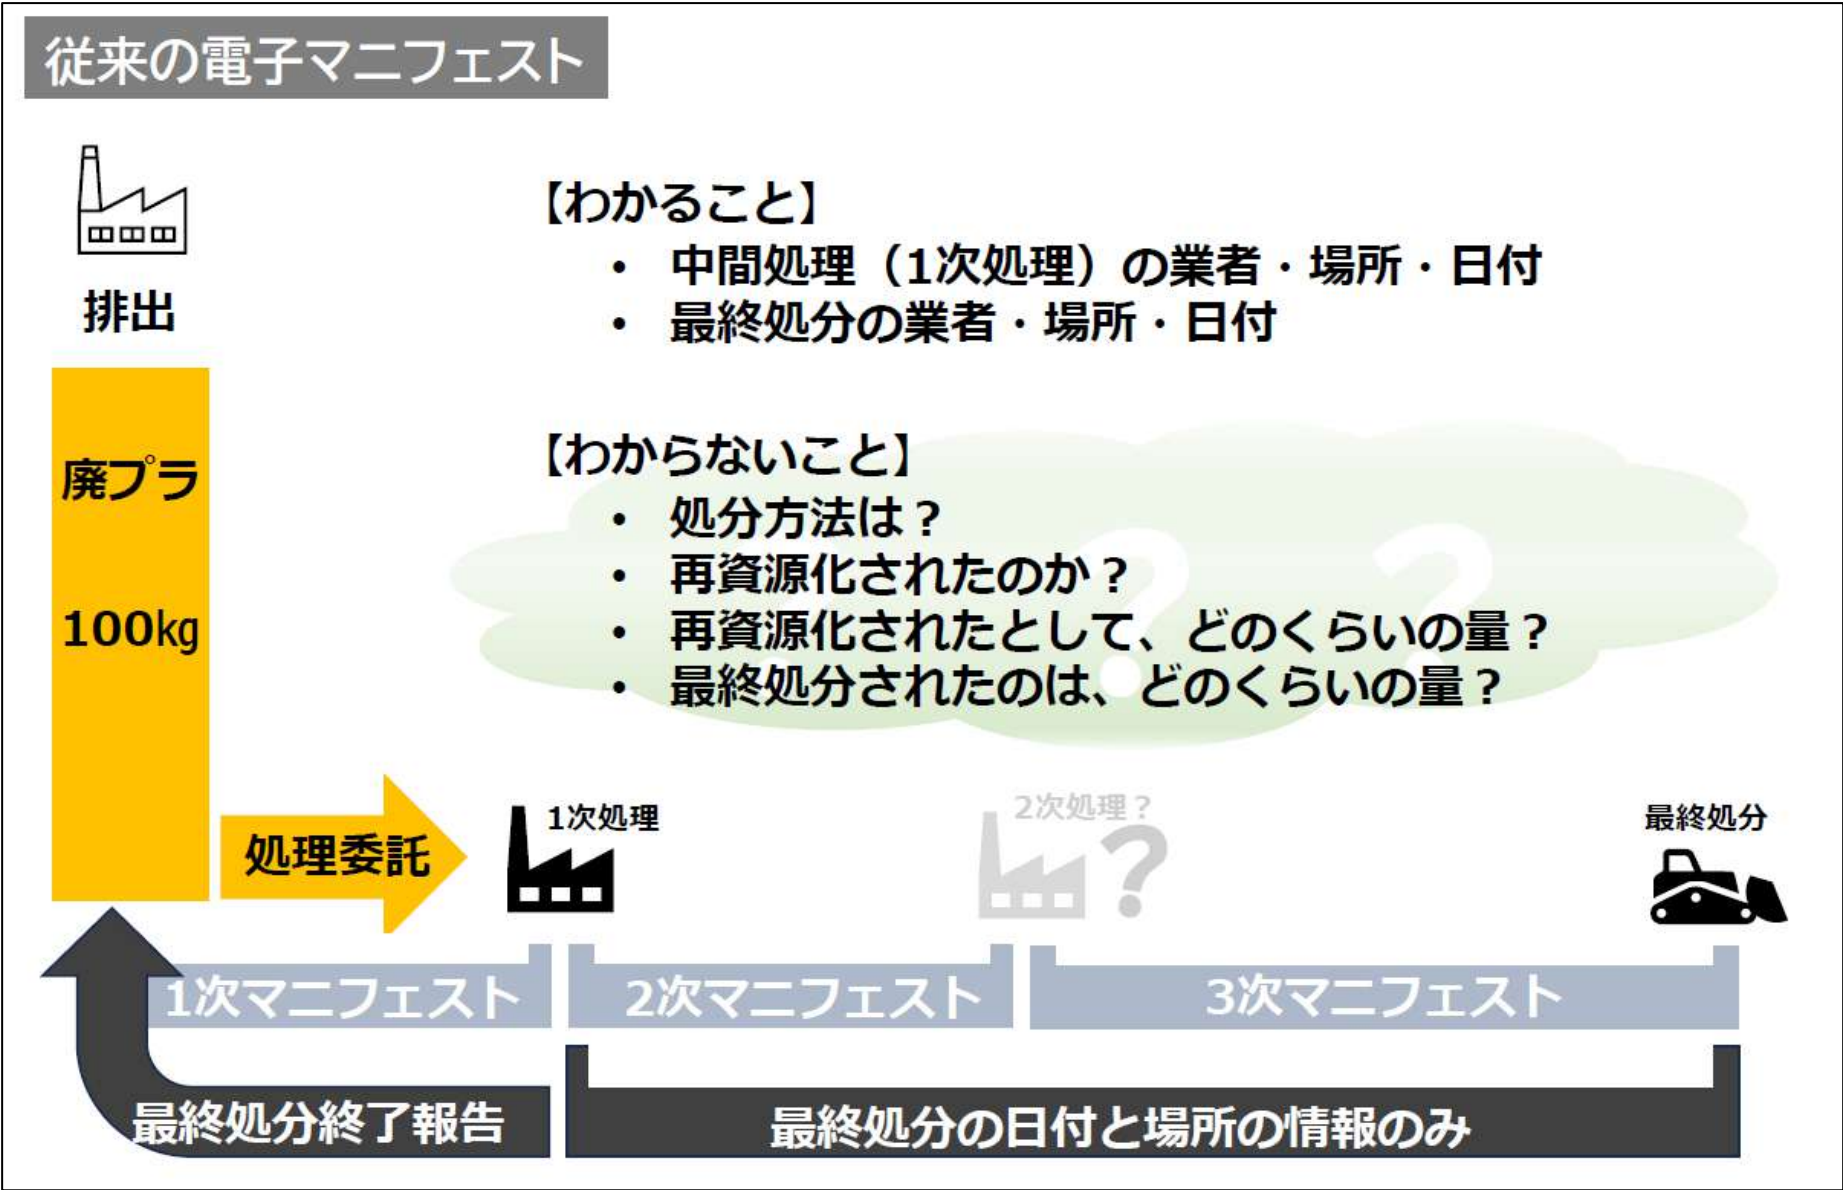 従来の電子マニフェスト
排出
【わかること】
• 中間処理（1次処理）の業者・場所・日付
• 最終処分の業者・場所・日付
廃プラ
100㎏
【わからないこと】
• 処分方法は？
• 再資源化されたのか？
• 再資源化されたとして、どのくらいの量？
• 最終処分されたのは、どのくらいの量？
? ?
処理委託
1次処理
2次処理？
?
最終処分
1次マニフェスト
2次マニフェスト
3次マニフェスト
最終処分終了報告
最終処分の日付と場所の情報のみ